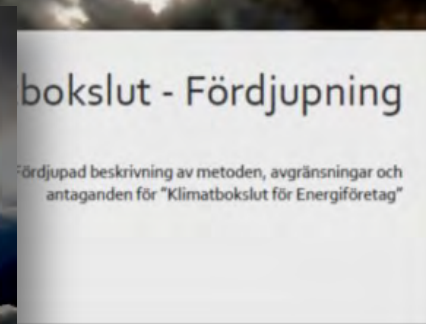 bokslut - Fördjupning
Fördjupad beskrivning av metoden, avgränsningar och
antaganden för "Klimatbokslut för Energiföretag"